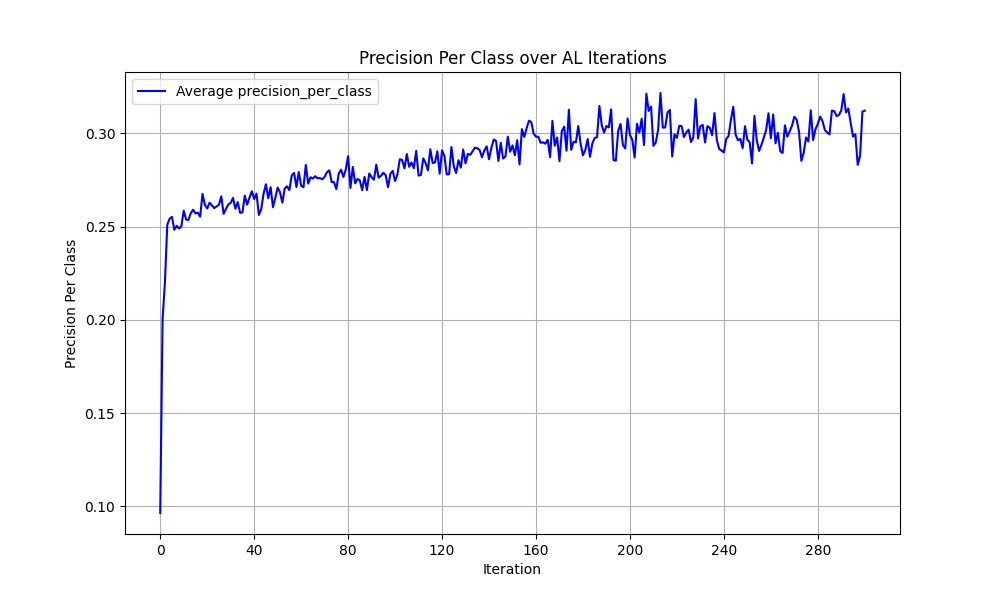 Precision Per Class over AL Iterations
Average precision_per_class
Precision Per Class
0.30
0.25
0.20
0.15
0.10
0 40 80 120 160 200 240 280
Iteration